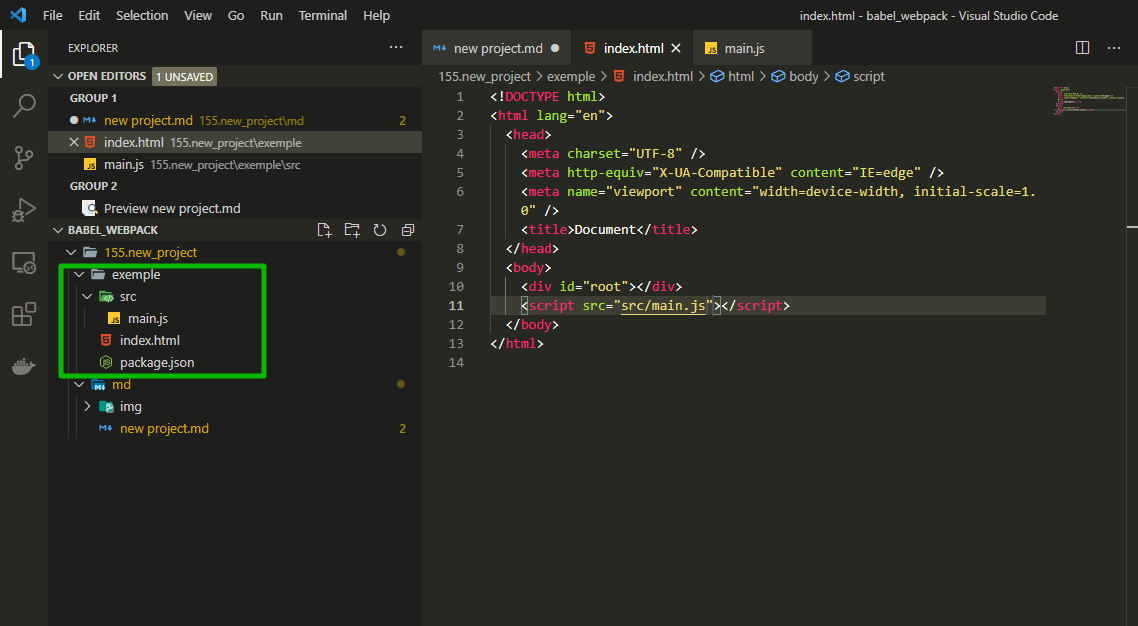 File Edit Selection View Go Run Terminal Help index.html - babel_webpack - Visual Studio Code
1
EXPLORER ···
OPEN EDITORS 1 UNSAVED
GROUP 1
new project.md 155.new_project\md 2
index.html 155.new_project\exemple
JS main.js 155.new_project\exemple\src
GROUP 2
Preview new project.md
BABEL_WEBPACK
155.new_project
exemple
src
JS main.js
index.html
package.json
md
img
new project.md 2
new project.md index.html JS main.js ···
155.new_project > exemple > index.html > html > body > script
1 <!DOCTYPE html>
2 <html lang="en">
3 <head>
4 <meta charset="UTF-8" />
5 <meta http-equiv="X-UA-Compatible" content="IE=edge" />
6 <meta name="viewport" content="width=device-width, initial-scale=1.
0" />
7 <title>Document</title>
8 </head>
9 <body>
10 <div id="root"></div>
11 <script src="src/main.js"></script>
12 </body>
13 </html>
14